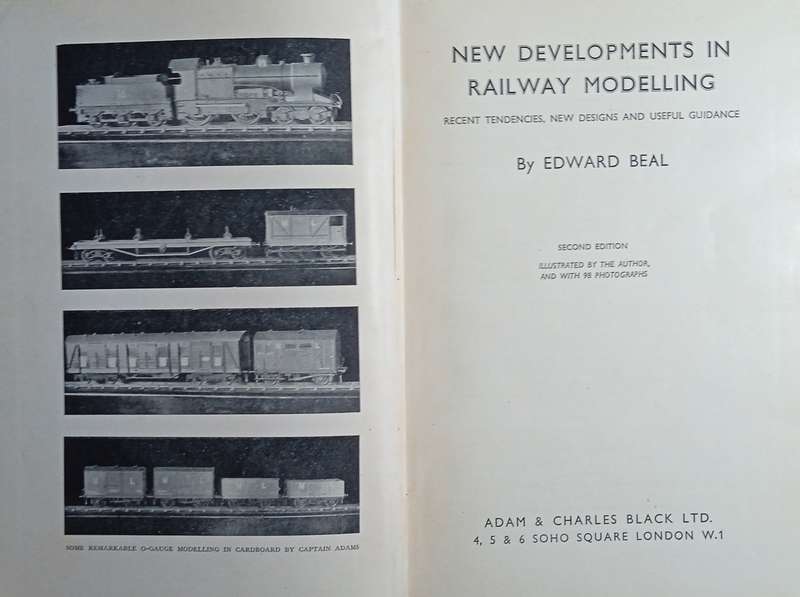 SOME REMARKABLE O-GAUGE MODELLING IN CARDBOARD BY CAPTAIN ADAMS
NEW DEVELOPMENTS IN
RAILWAY MODELLING
RECENT TENDENCIES, NEW DESIGNS AND USEFUL GUIDANCE
By EDWARD BEAL
SECOND EDITION
ILLUSTRATED BY THE AUTHOR,
AND WITH 98 PHOTOGRAPHS
ADAM & CHARLES BLACK LTD.
4, 5 & 6 SOHO SQUARE LONDON W.1